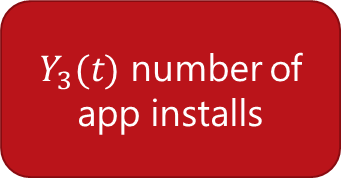 Y₃(t) number of
app installs